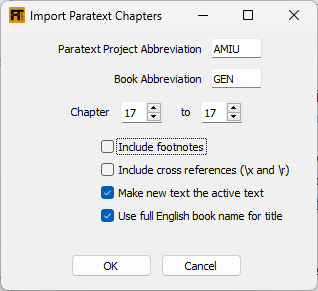 FT Import Paratext Chapters
Paratext Project Abbreviation AMIU
Book Abbreviation GEN
Chapter 17 to 17
Include footnotes
Include cross references (\x and \r)
Make new text the active text
Use full English book name for title
OK Cancel